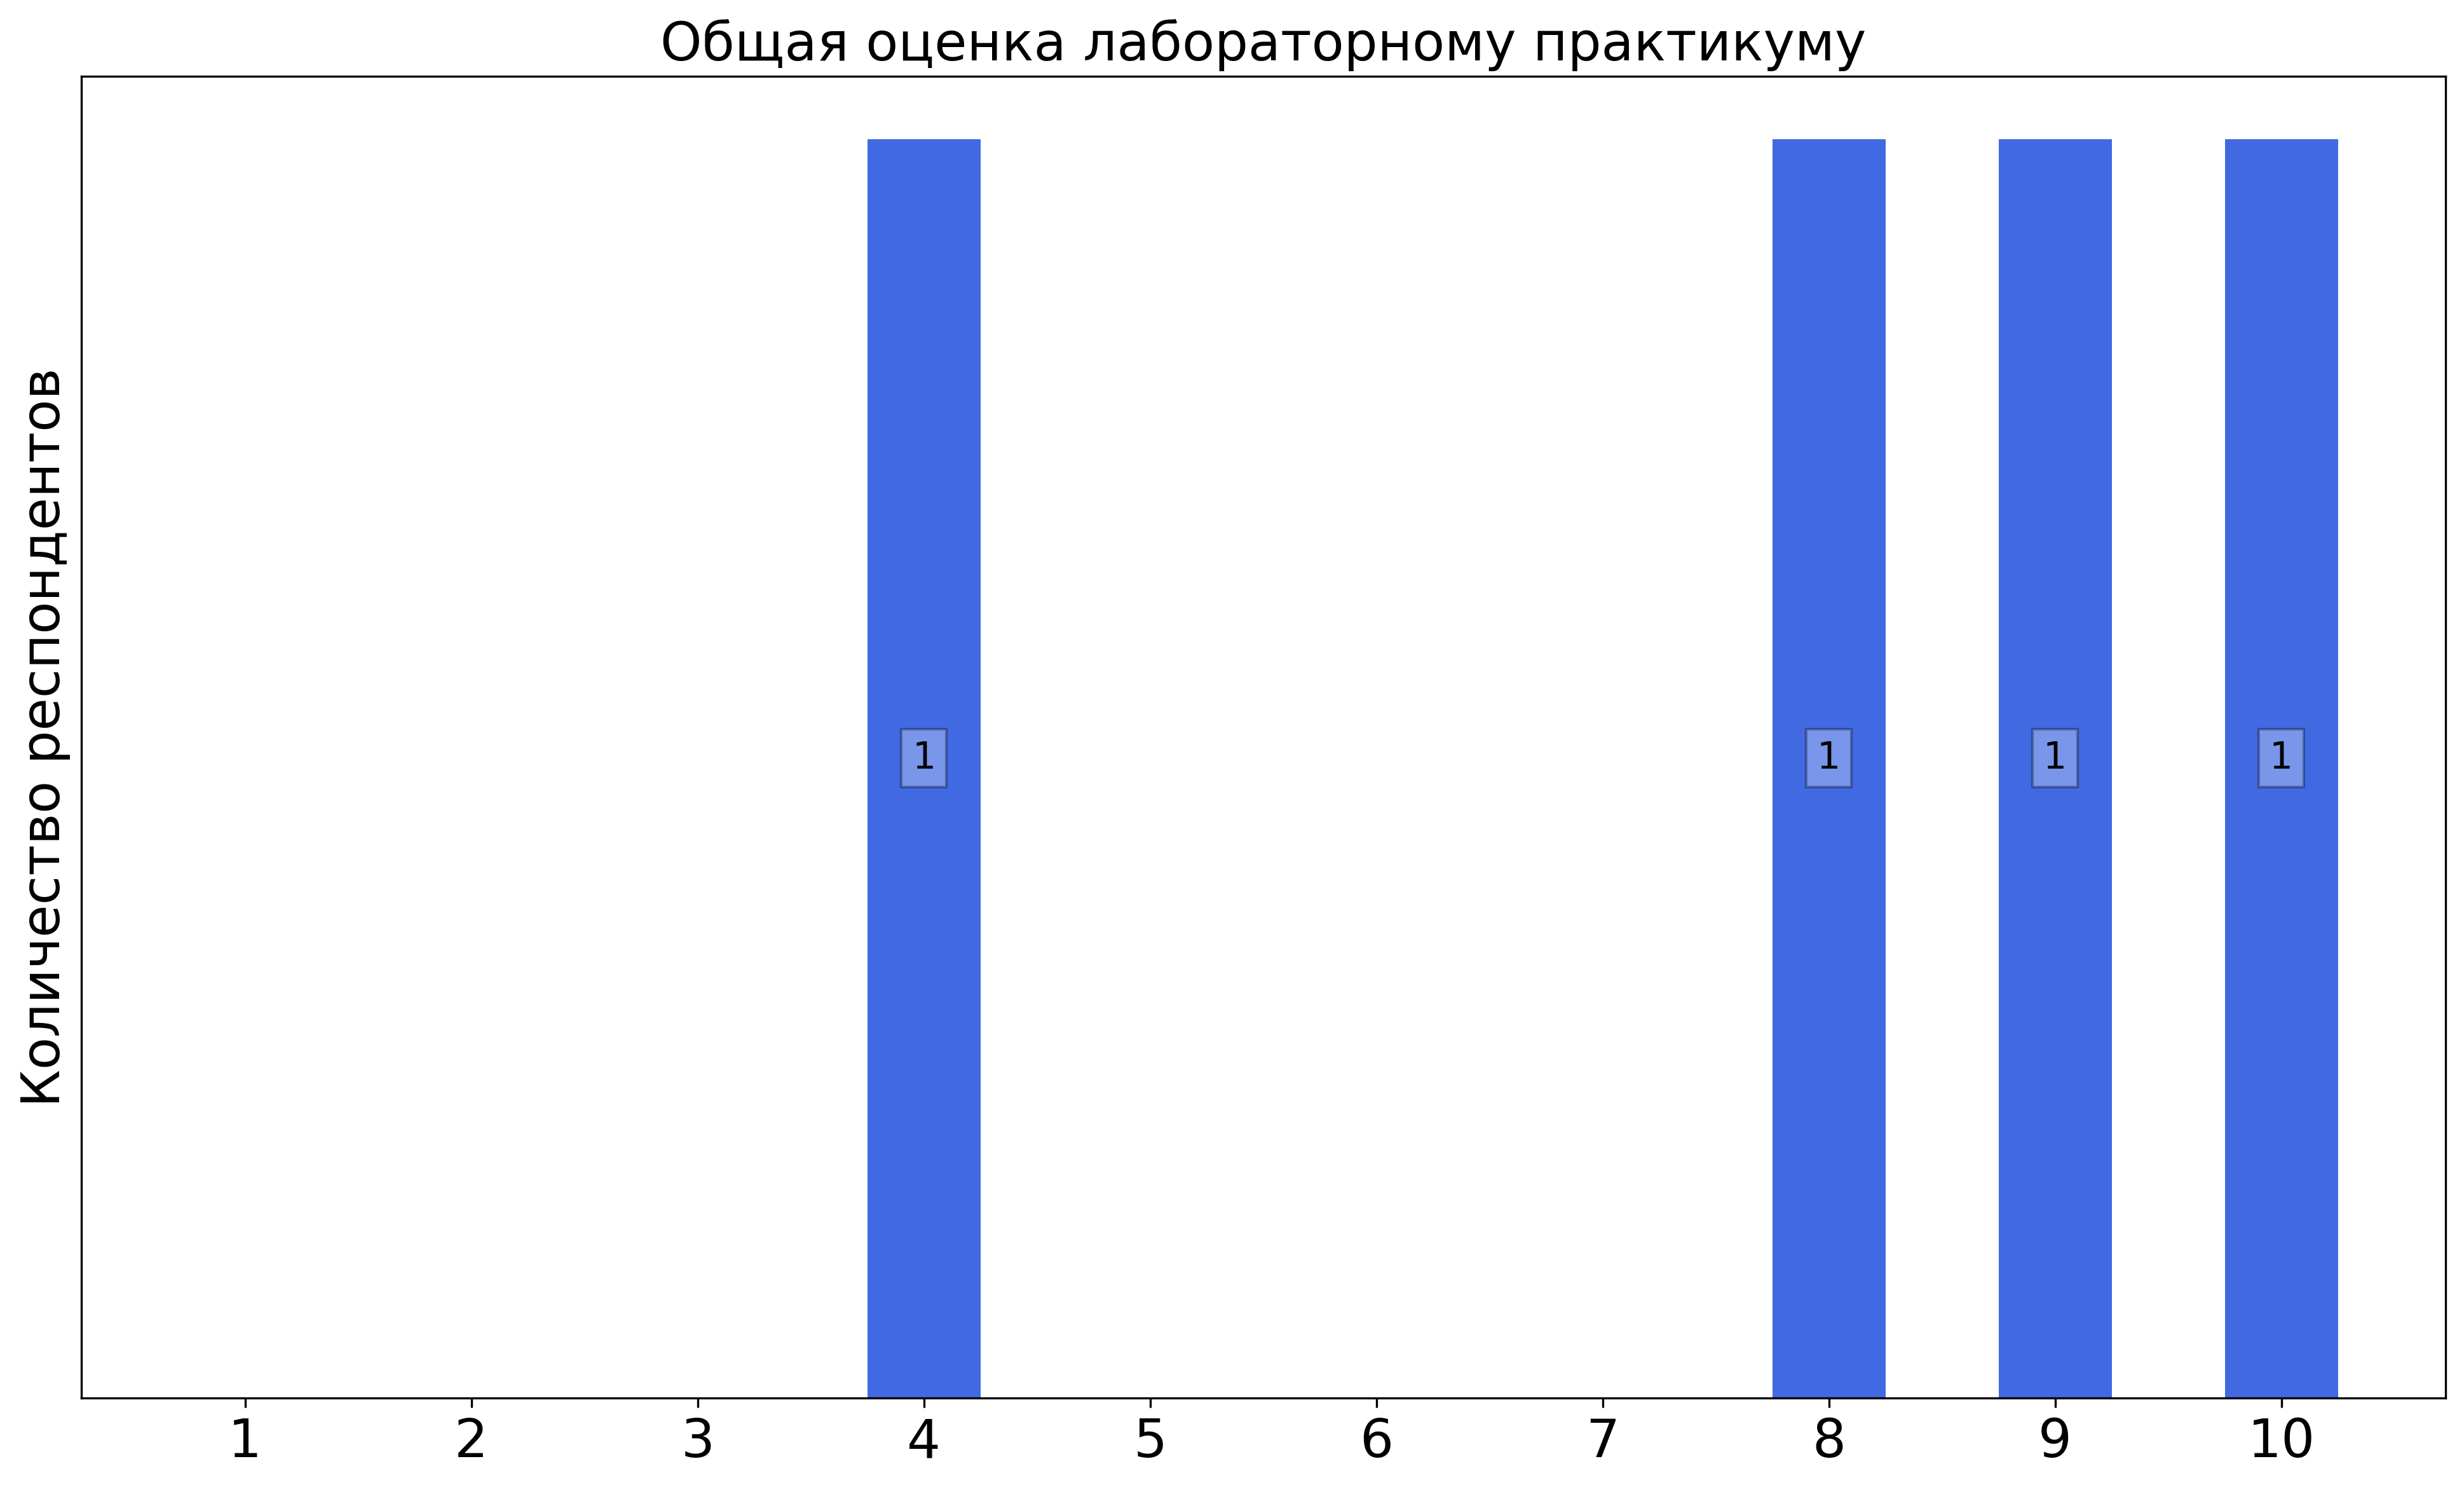 Общая оценка лабораторному практикуму
Количество респондентов
1 1 1 1
1 2 3 4 5 6 7 8 9 10